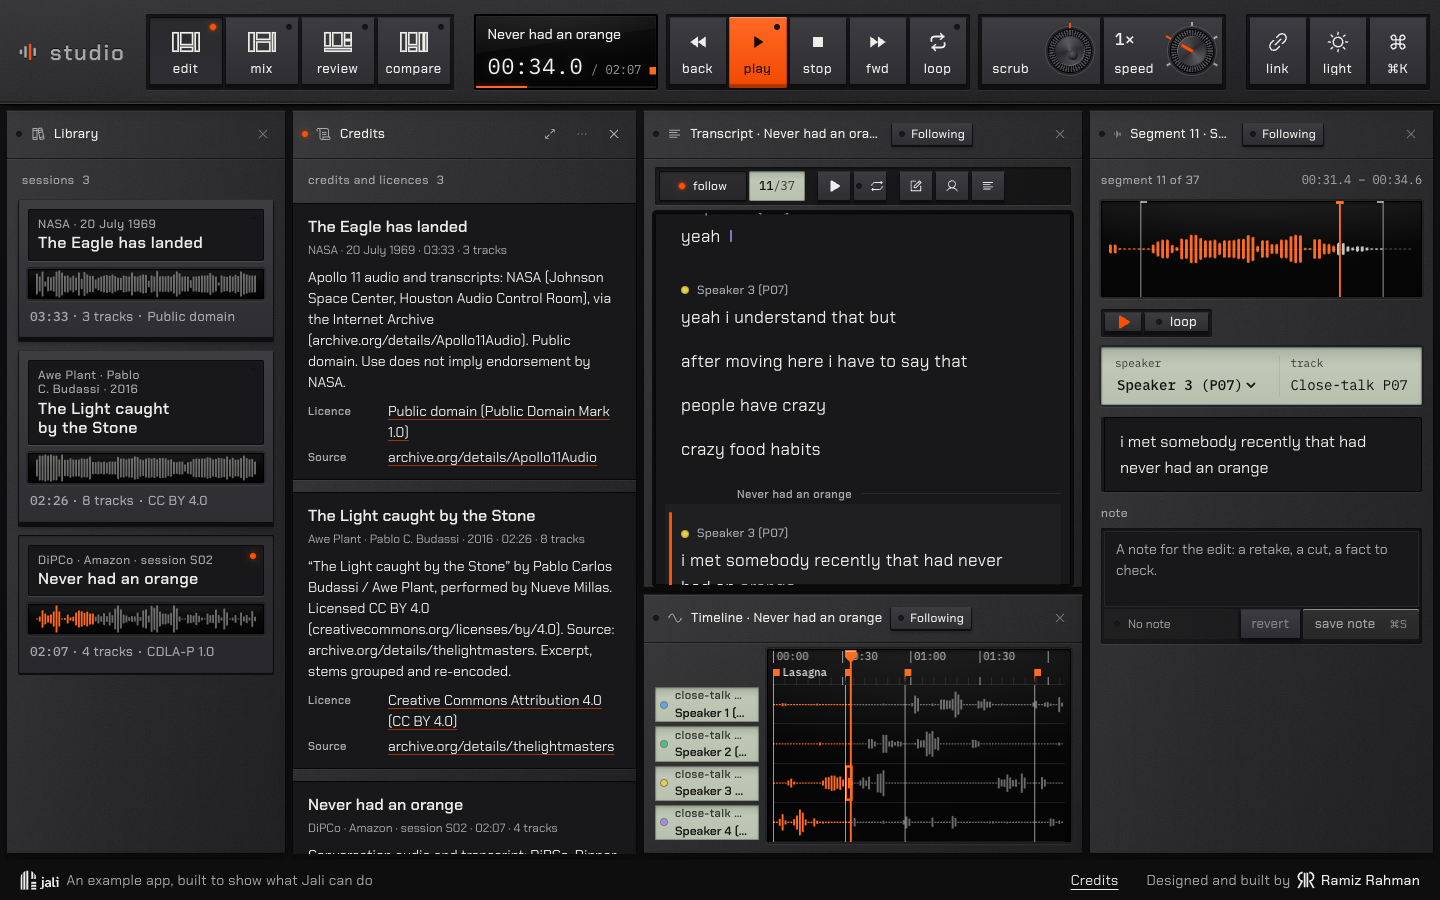 studio
edit
mix
review
compare
Never had an orange
00:34.0 / 02:07
back
play
stop
fwd
loop
scrub
1×
speed
link
light
⌘K
Library
sessions 3
NASA · 20 July 1969
The Eagle has landed
03:33 · 3 tracks · Public domain
Awe Plant · Pablo
C. Budassi · 2016
The Light caught
by the Stone
02:26 · 8 tracks · CC BY 4.0
DiPCo · Amazon · session S02
Never had an orange
02:07 · 4 tracks · CDLA-P 1.0
Credits
credits and licences 3
The Eagle has landed
NASA · 20 July 1969 · 03:33 · 3 tracks
Apollo 11 audio and transcripts: NASA (Johnson
Space Center, Houston Audio Control Room), via
the Internet Archive
(archive.org/details/Apollo11Audio). Public
domain. Use does not imply endorsement by
NASA.
Licence Public domain (Public Domain Mark
1.0)
Source archive.org/details/Apollo11Audio
The Light caught by the Stone
Awe Plant · Pablo C. Budassi · 2016 · 02:26 · 8 tracks
“The Light caught by the Stone” by Pablo Carlos
Budassi / Awe Plant, performed by Nueve Millas.
Licensed CC BY 4.0
(creativecommons.org/licenses/by/4.0). Source:
archive.org/details/thelightmasters. Excerpt,
stems grouped and re-encoded.
Licence Creative Commons Attribution 4.0
(CC BY 4.0)
Source archive.org/details/thelightmasters
Never had an orange
DiPCo · Amazon · session S02 · 02:07 · 4 tracks
Transcript · Never had an ora...
Following
follow
11/37
yeah I
Speaker 3 (P07)
yeah i understand that but
after moving here i have to say that
people have crazy
crazy food habits
Never had an orange
Speaker 3 (P07)
i met somebody recently that had never
had an orange
Timeline · Never had an orange
Following
00:00
0:30
01:00
01:30
Lasagna
close-talk ...
Speaker 1 (...
close-talk ...
Speaker 2 (...
close-talk ...
Speaker 3 ...
close-talk ...
Speaker 4 (...
Segment 11 · S...
Following
segment 11 of 37
00:31.4 – 00:34.6
loop
speaker
Speaker 3 (P07)
track
Close-talk P07
i met somebody recently that had
never had an orange
note
A note for the edit: a retake, a cut, a fact to
check.
No note
revert
save note ⌘S
jali An example app, built to show what Jali can do
Credits
Designed and built by Ramiz Rahman